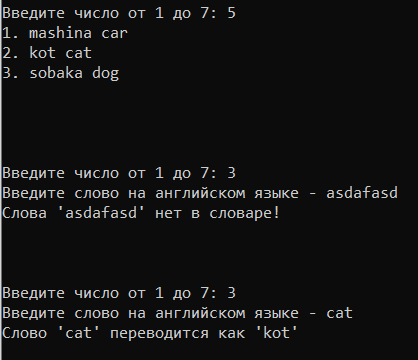 Введите число от 1 до 7: 5
1. mashina car
2. kot cat
3. sobaka dog
Введите число от 1 до 7: 3
Введите слово на английском языке - asdafasd
Слова 'asdafasd' нет в словаре!
Введите число от 1 до 7: 3
Введите слово на английском языке - cat
Слово 'cat' переводится как 'kot'